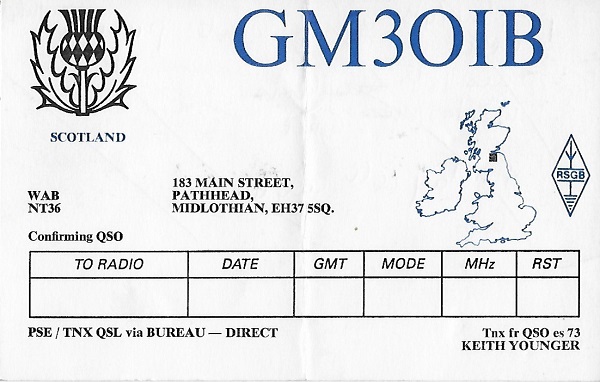 GM3OIB
SCOTLAND
RSGB
183 MAIN STREET,
WAB PATHHEAD,
NT36 MIDLOTHIAN, EH37 5SQ.
Confirming QSO
TO RADIO DATE GMT MODE MHz RST
PSE / TNX QSL via BUREAU — DIRECT Tnx fr QSO es 73
KEITH YOUNGER